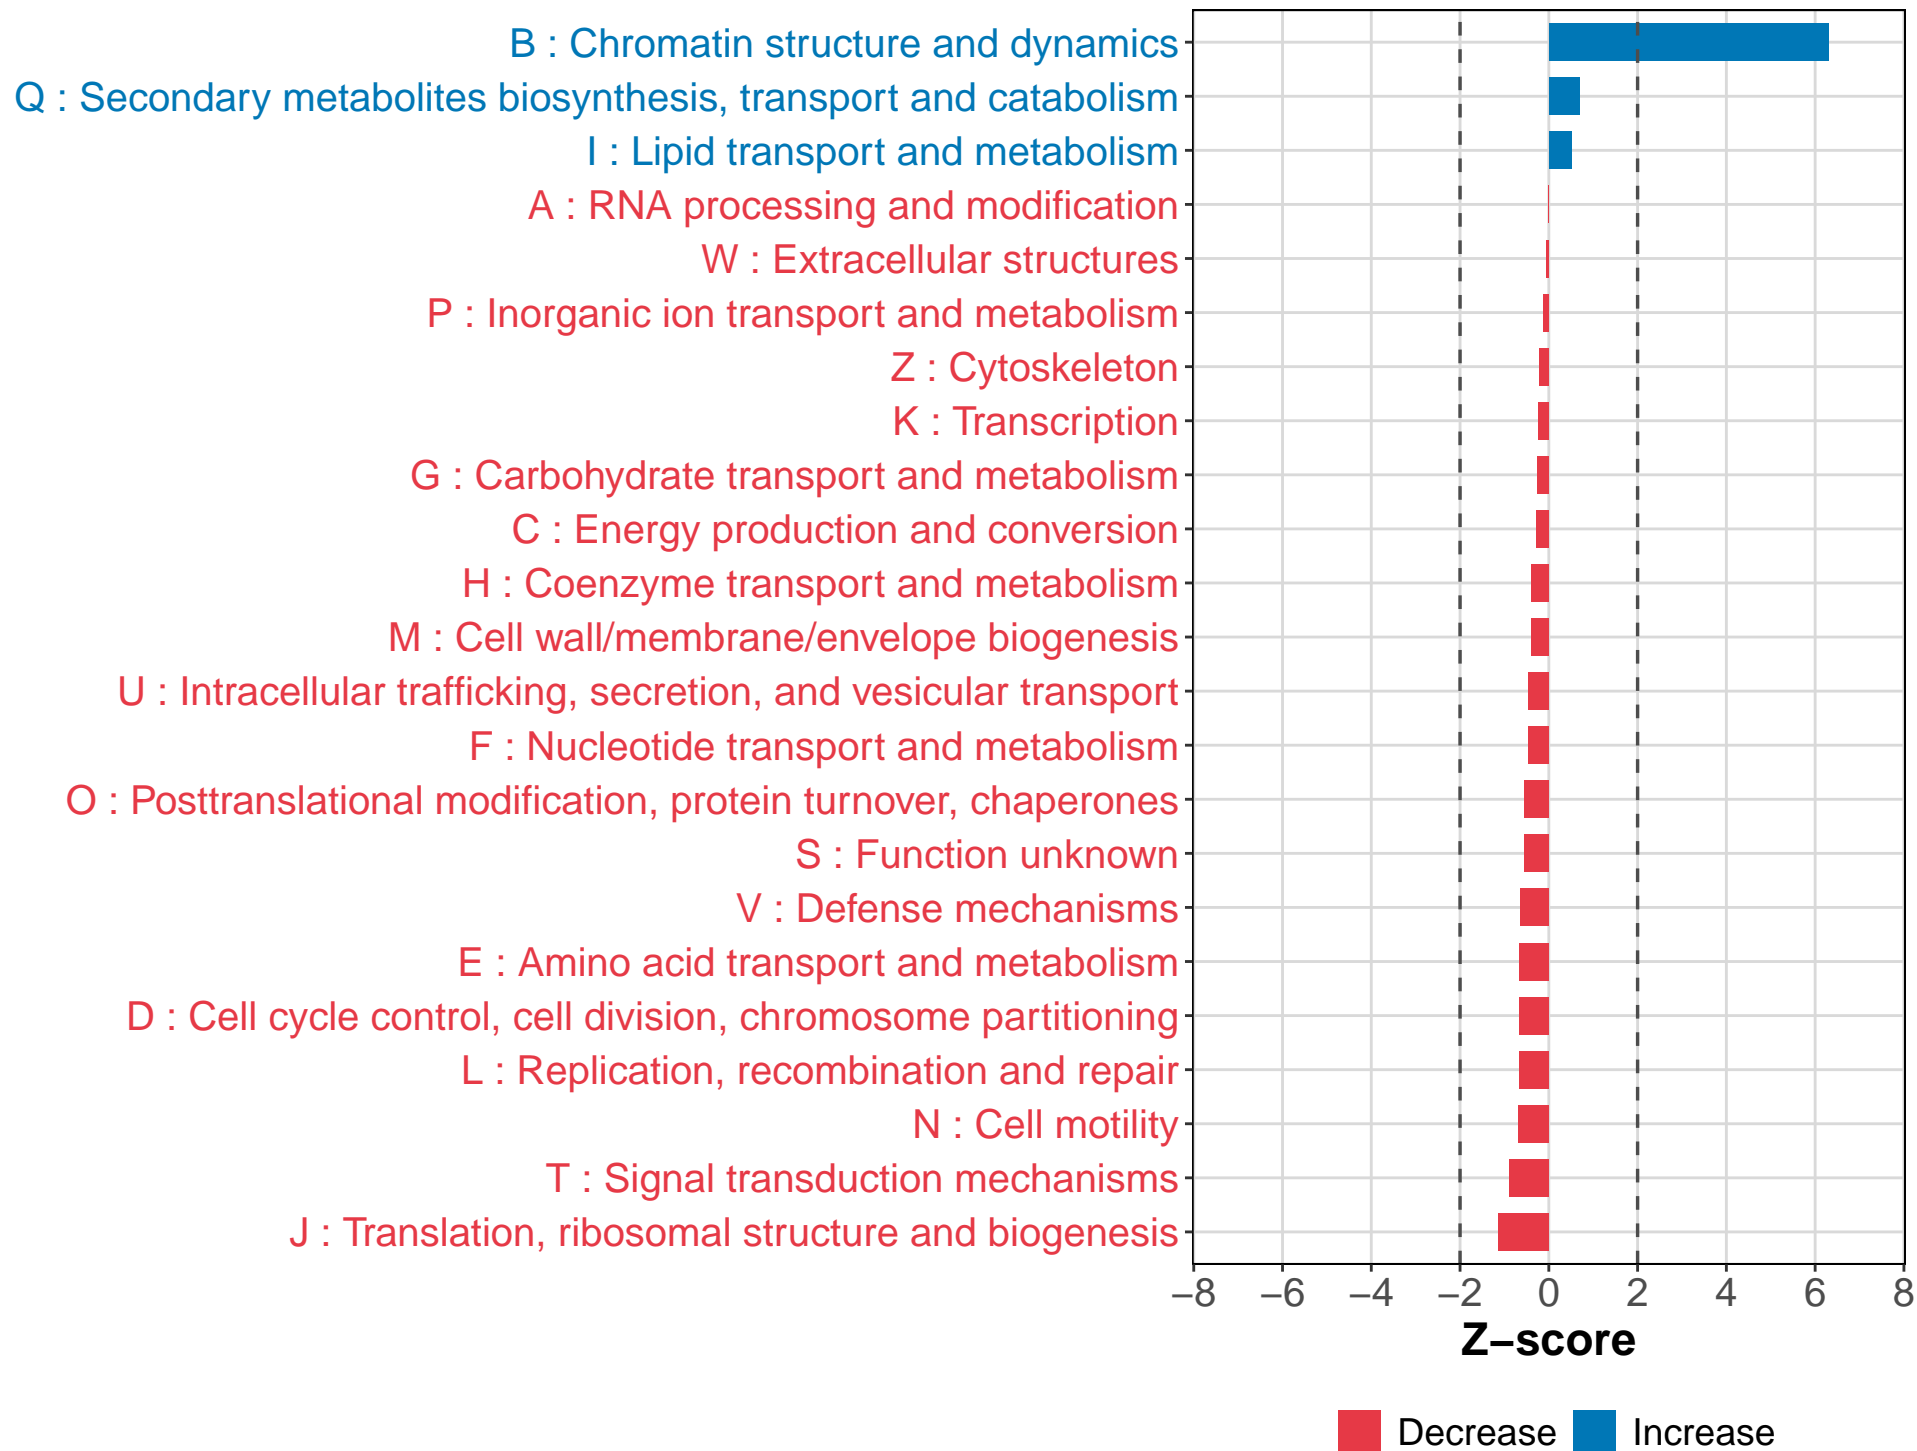 B : Chromatin structure and dynamics
Q : Secondary metabolites biosynthesis, transport and catabolism
I : Lipid transport and metabolism
A : RNA processing and modification
W : Extracellular structures
P : Inorganic ion transport and metabolism
Z : Cytoskeleton
K : Transcription
G : Carbohydrate transport and metabolism
C : Energy production and conversion
H : Coenzyme transport and metabolism
M : Cell wall/membrane/envelope biogenesis
U : Intracellular trafficking, secretion, and vesicular transport
F : Nucleotide transport and metabolism
O : Posttranslational modification, protein turnover, chaperones
S : Function unknown
V : Defense mechanisms
E : Amino acid transport and metabolism
D : Cell cycle control, cell division, chromosome partitioning
L : Replication, recombination and repair
N : Cell motility
T : Signal transduction mechanisms
J : Translation, ribosomal structure and biogenesis
−8 −6 −4 −2 0 2 4 6 8
Z−score
Decrease Increase